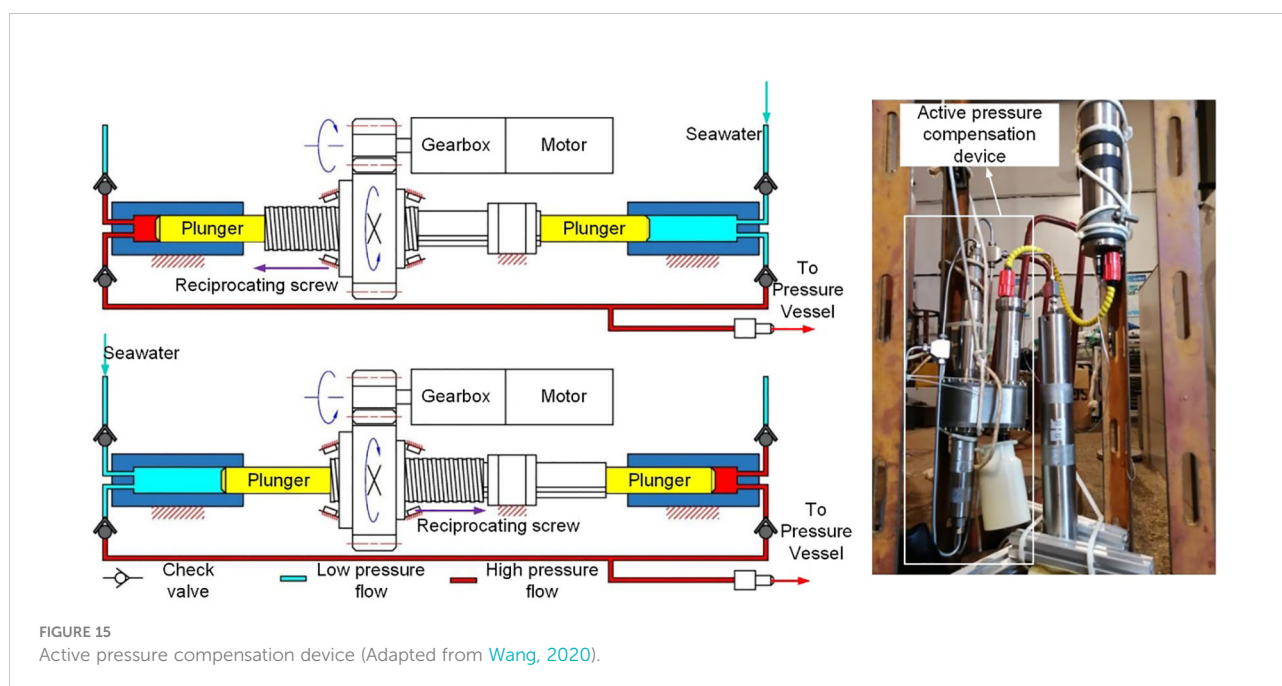 Active pressure
compensation
device
Seawater
Gearbox
Motor
Plunger
Plunger
Reciprocating screw
To
Pressure
Vessel
Seawater
Gearbox
Motor
Plunger
Plunger
Reciprocating screw
To
Pressure
Vessel
Check
valve
Low pressure
flow
High pressure
flow
FIGURE 15
Active pressure compensation device (Adapted from Wang, 2020).